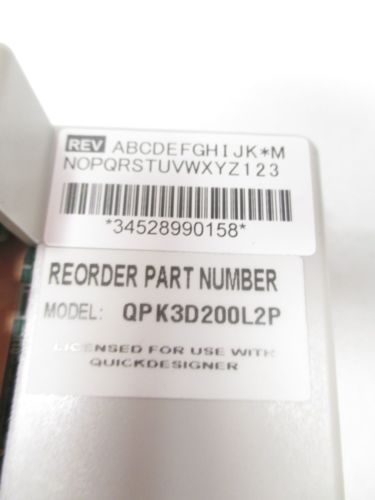 REV ABCDEFGHIJK*M
NOPQRSTUVWXYZ123
*34528990158*
REORDER PART NUMBER
MODEL: QPK3D200L2P
LICENSED FOR USE WITH
QUICKDESIGNER